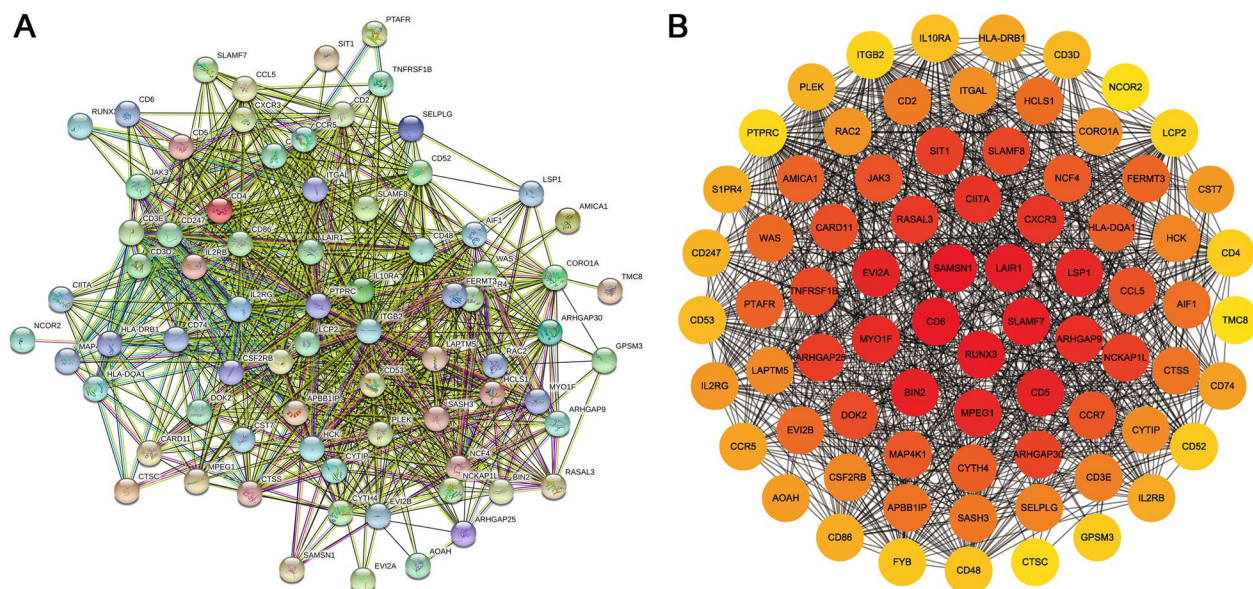 A
PTAFR
SIT1
SLAMF7
TNFRSF1B
CCL5
CXCR3
CD6
CD2
RUNX
SELPLG
CCR5
CD5
CD52
JAK3
ITGAL
LSP1
SLAMF8
CD4
AMICA1
CD3E
CD247
AIF1
CD86
LAIR1
CD48
CD3D
IL2RB
WAS
CORO1A
TMC8
IL10RA
FERMT3
R4
CIITA
IL2RG
PTPRC
ITGB2
NCOR2
HLA-DRB1
ARHGAP30
MAP
CD74
LCP2
LAPTM5
RAC2
GPSM3
CSF2RB
HLA-DQA1
CD53
HCLS1
MYO1F
DOK2
APBB1IP
SASH3
ARHGAP9
PLEK
CARD11
CST7
HCK
CYTIP
NCF4
CTSC
MPEG1
CTSS
NCKAP1L
BIN2
RASAL3
CYTH4
EVI2B
ARHGAP25
SAMSN1
AOAH
EVI2A
B
IL10RA
HLA-DRB1
ITGB2
CD3D
PLEK
CD2
ITGAL
HCLS1
NCOR2
PTPRC
RAC2
CORO1A
LCP2
SIT1
SLAMF8
S1PR4
AMICA1
JAK3
NCF4
FERMT3
CST7
CIITA
RASAL3
CXCR3
WAS
CARD11
HLA-DQA1
HCK
CD247
CD4
EVI2A
SAMSN1
LAIR1
LSP1
CCL5
PTAFR
TNFRSF1B
AIF1
CD53
TMC8
CD6
SLAMF7
MYO1F
RUNX3
ARHGAP9
ARHGAP25
NCKAP1L
IL2RG
LAPTM5
CTSS
CD74
BIN2
MPEG1
CD5
DOK2
CCR7
EVI2B
CYTIP
CCR5
CD52
MAP4K1
CYTH4
ARHGAP30
CSF2RB
CD3E
AOAH
IL2RB
APBB1IP
SASH3
SELPLG
CD86
GPSM3
FYB
CD48
CTSC